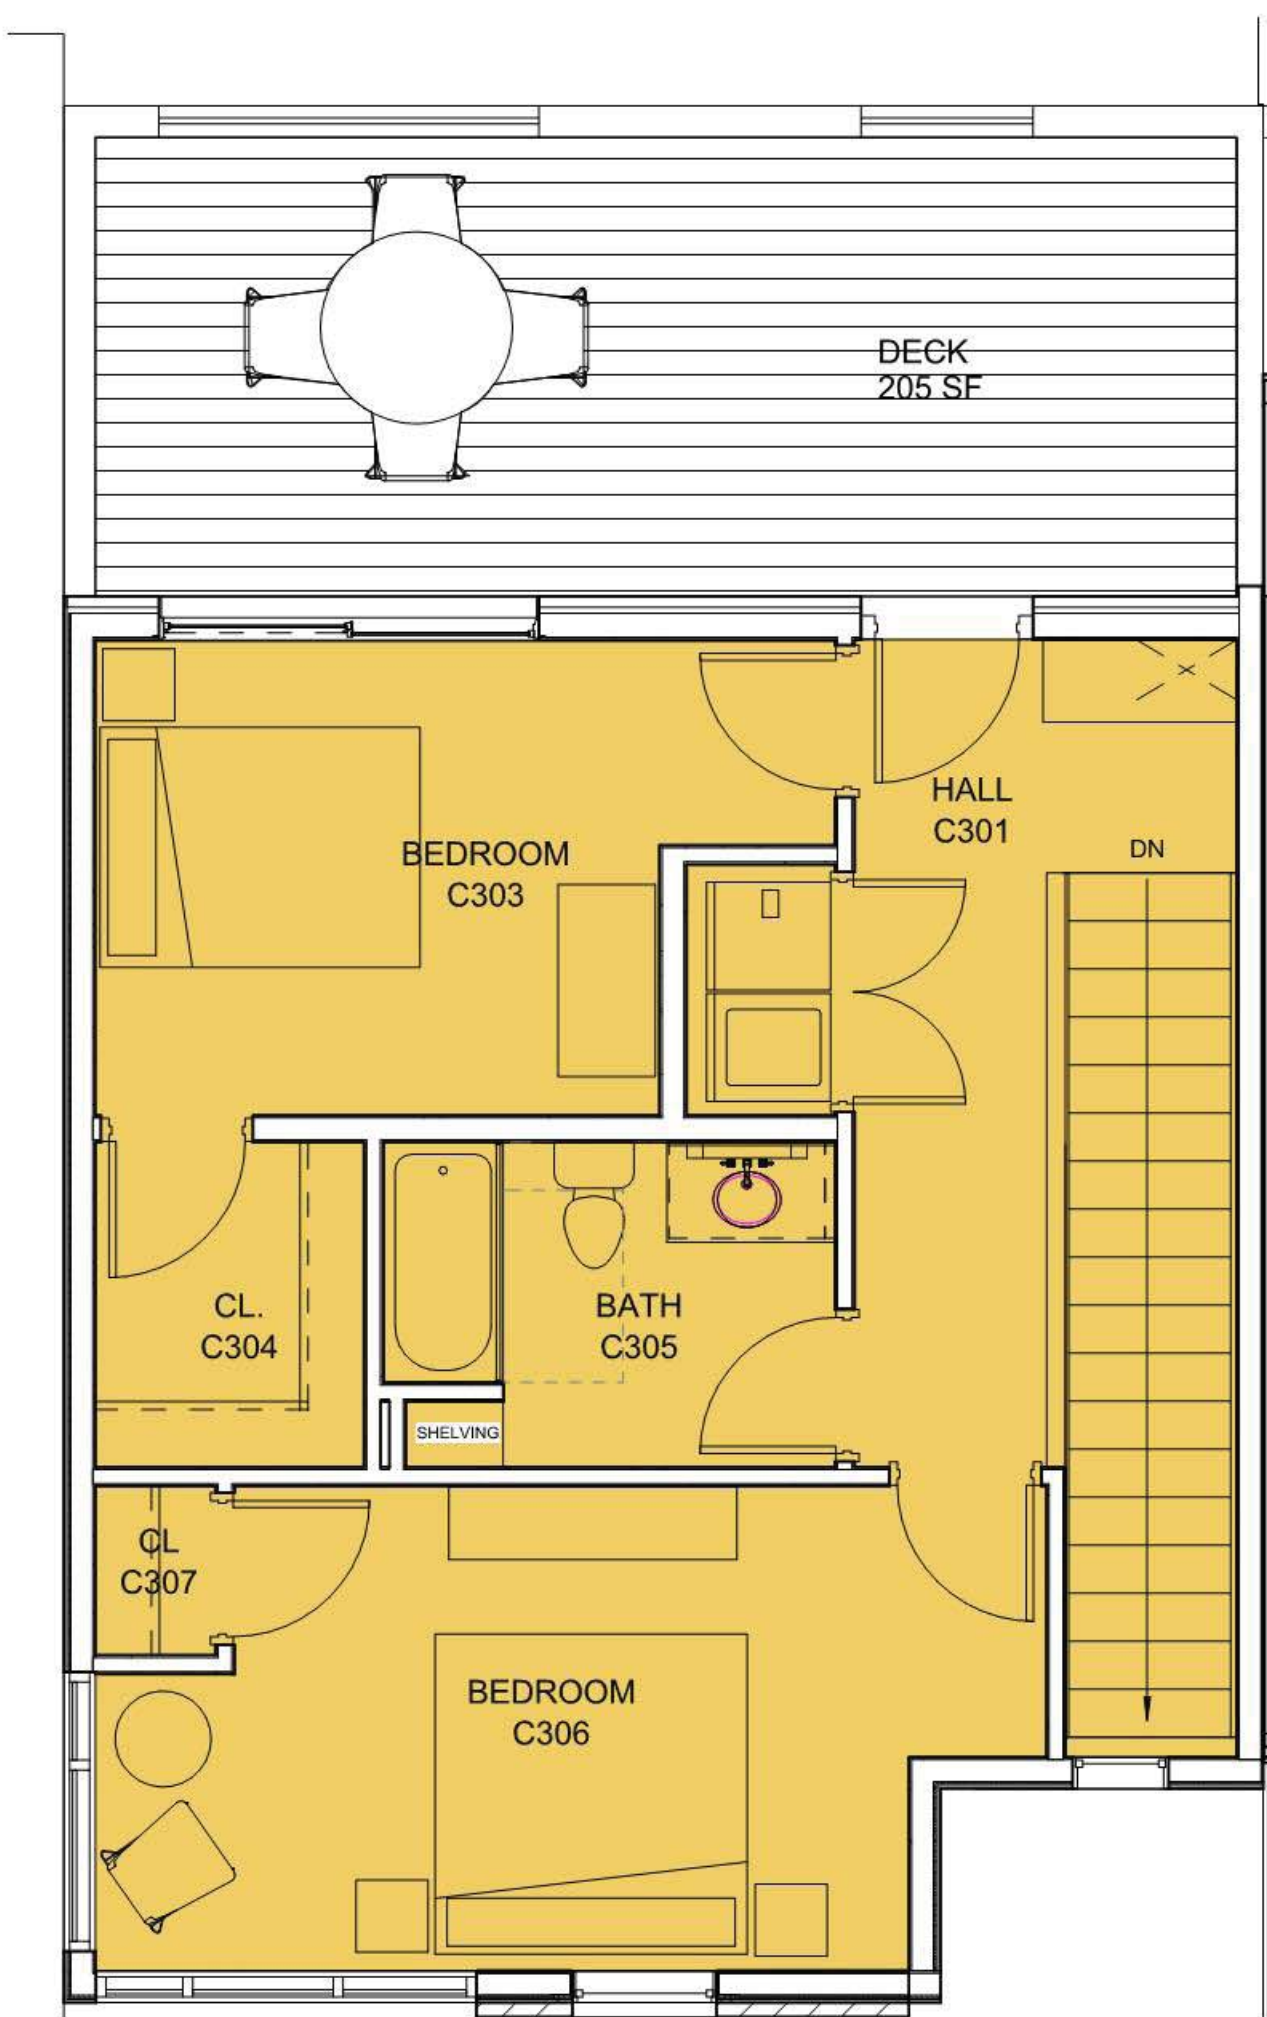 DECK
205 SF
HALL
C301
DN
BEDROOM
C303
CL.
C304
BATH
C305
SHELVING
CL
C307
BEDROOM
C306